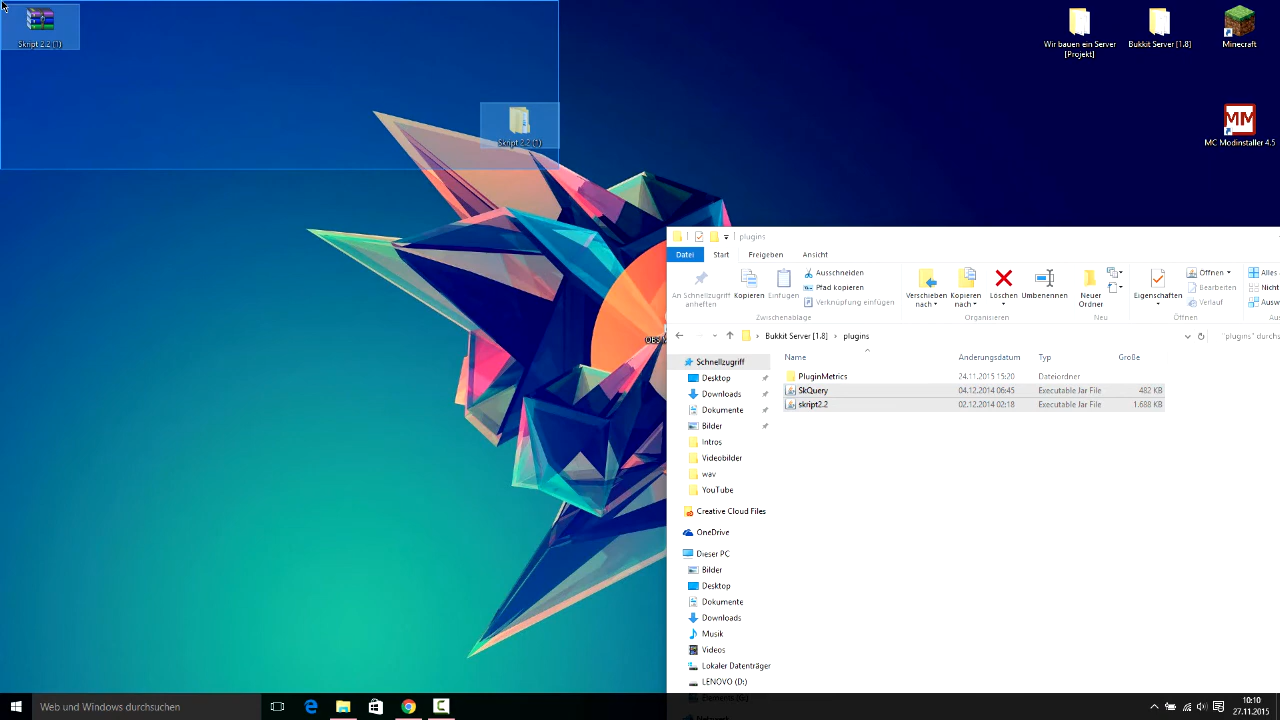 Skript 2.2 (1)
Skript 2.2 (1)
Wir bauen ein Server
[Projekt]
Bukkit Server [1.8]
Minecraft
MM
MC Modinstaller 4.5
plugins
Datei Start Freigeben Ansicht
An Schnellzugriff
anheften
Kopieren
Einfügen
Ausschneiden
Pfad kopieren
Verknüpfung einfügen
Zwischenablage
Verschieben
nach
Kopieren
nach
Löschen
Umbenennen
Organisieren
Neuer
Ordner
Neu
Eigenschaften
Öffnen
Bearbeiten
Verlauf
Öffnen
Alles
Nicht
Ausw
Bukkit Server [1.8] › plugins
"plugins" durchs
Name Änderungsdatum Typ Größe
PluginMetrics 24.11.2015 15:20 Dateiordner
SkQuery 04.12.2014 06:45 Executable Jar File 482 KB
skript2.2 02.12.2014 02:18 Executable Jar File 1.688 KB
Schnellzugriff
Desktop
Downloads
Dokumente
Bilder
Intros
Videobilder
wav
YouTube
Creative Cloud Files
OneDrive
Dieser PC
Bilder
Desktop
Dokumente
Downloads
Musik
Videos
Lokaler Datenträger
LENOVO (D:)
Web und Windows durchsuchen
10:10
27.11.2015